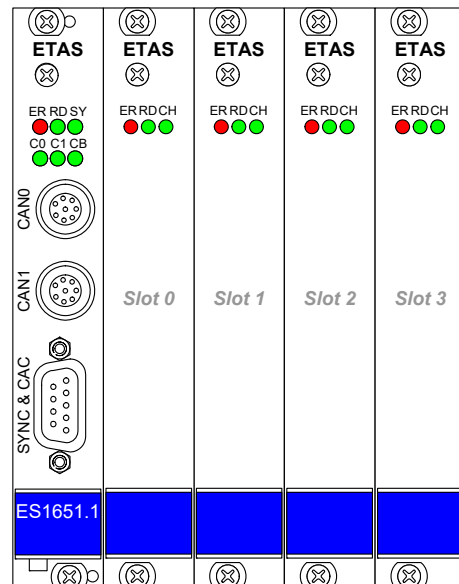 ETAS ETAS ETAS ETAS ETAS
ER RD SY ER RD CH ER RD CH ER RD CH ER RD CH
C0 C1 CB
CAN0
CAN1
Slot 0 Slot 1 Slot 2 Slot 3
SYNC & CAC
ES1651.1